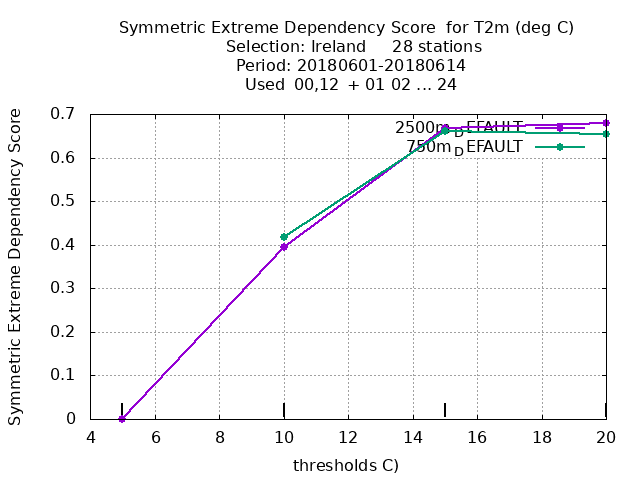 Symmetric Extreme Dependency Score for T2m (deg C)
Selection: Ireland 28 stations
Period: 20180601-20180614
Used 00,12 + 01 02 ... 24
Symmetric Extreme Dependency Score
0.7
0.6
0.5
0.4
0.3
0.2
0.1
0
2500m_DEFAULT
750m_DEFAULT
4 6 8 10 12 14 16 18 20
thresholds C)